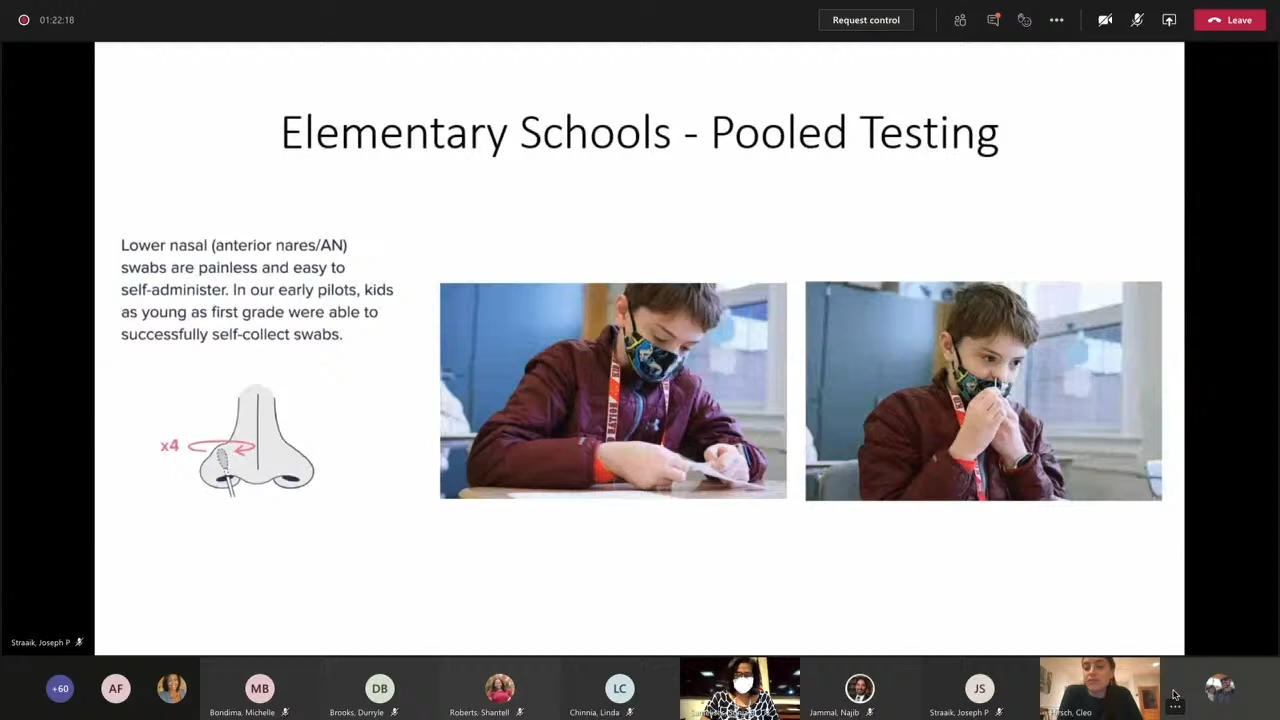 01:22:18
Request control
Leave
Elementary Schools - Pooled Testing
Lower nasal (anterior nares/AN)
swabs are painless and easy to
self-administer. In our early pilots, kids
as young as first grade were able to
successfully self-collect swabs.
x4
Straaik, Joseph P
+60
AF
MB
DB
LC
JS
Bondima, Michelle
Brooks, Durryle
Roberts, Shantell
Chinnia, Linda
Jammal, Najib
Straaik, Joseph P
Hirsch, Cleo